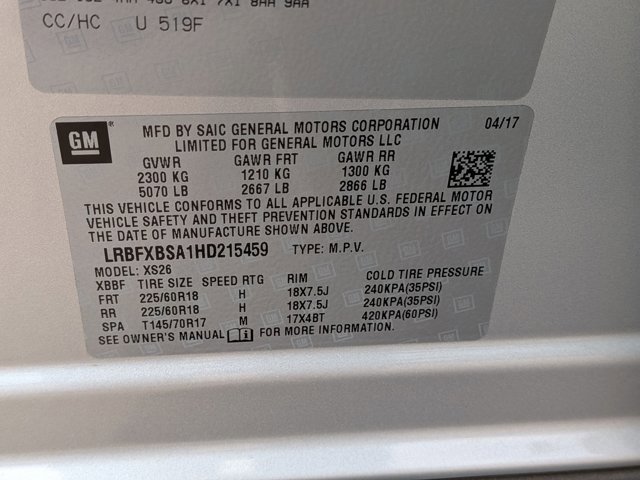 4AA 8AA 9AA
CC/HC U 519F
GM
MFD BY SAIC GENERAL MOTORS CORPORATION 04/17
LIMITED FOR GENERAL MOTORS LLC
GVWR GAWR FRT GAWR RR
2300 KG 1210 KG 1300 KG
5070 LB 2667 LB 2866 LB
THIS VEHICLE CONFORMS TO ALL APPLICABLE U.S. FEDERAL MOTOR
VEHICLE SAFETY AND THEFT PREVENTION STANDARDS IN EFFECT ON
THE DATE OF MANUFACTURE SHOWN ABOVE.
LRBFXBSA1HD215459 TYPE: M.P.V.
MODEL: XS26
XBBF TIRE SIZE SPEED RTG RIM COLD TIRE PRESSURE
FRT 225/60R18 H 18X7.5J 240KPA(35PSI)
RR 225/60R18 H 18X7.5J 240KPA(35PSI)
SPA T145/70R17 M 17X4BT 420KPA(60PSI)
SEE OWNER'S MANUAL